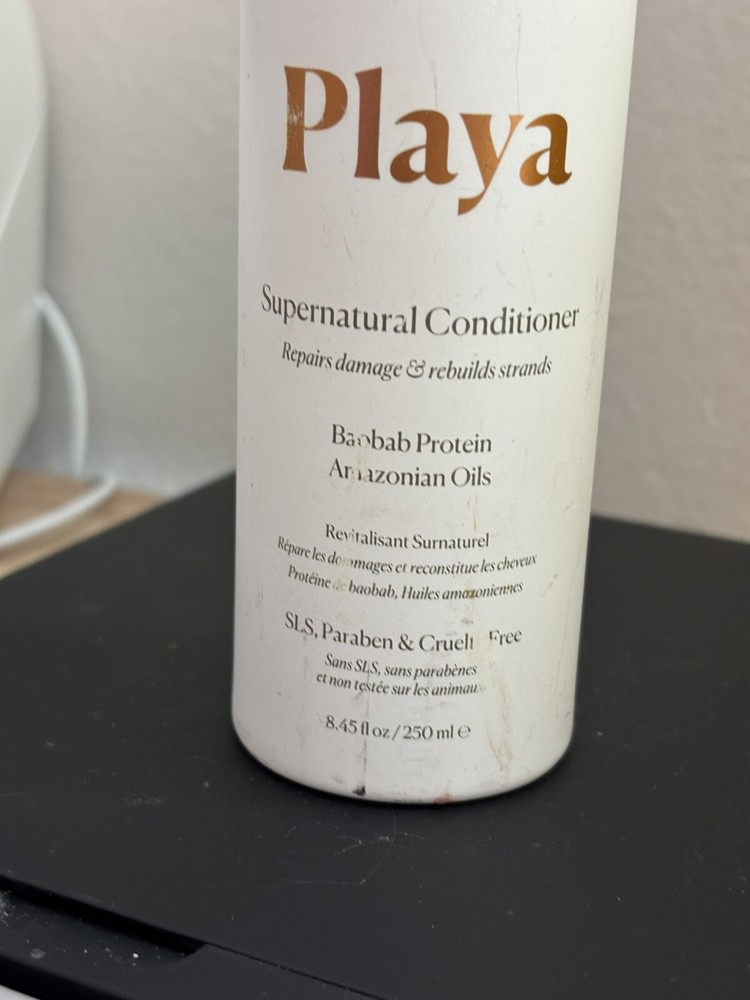 Playa
Supernatural Conditioner
Repairs damage & rebuilds strands
Baobab Protein
Amazonian Oils
Revitalisant Surnaturel
Répare les dommages et reconstitue les cheveux
Protéine de baobab, Huiles amazoniennes
SLS, Paraben & Cruelty Free
Sans SLS, sans parabènes
et non testée sur les animaux
8.45 fl oz / 250 ml ℮